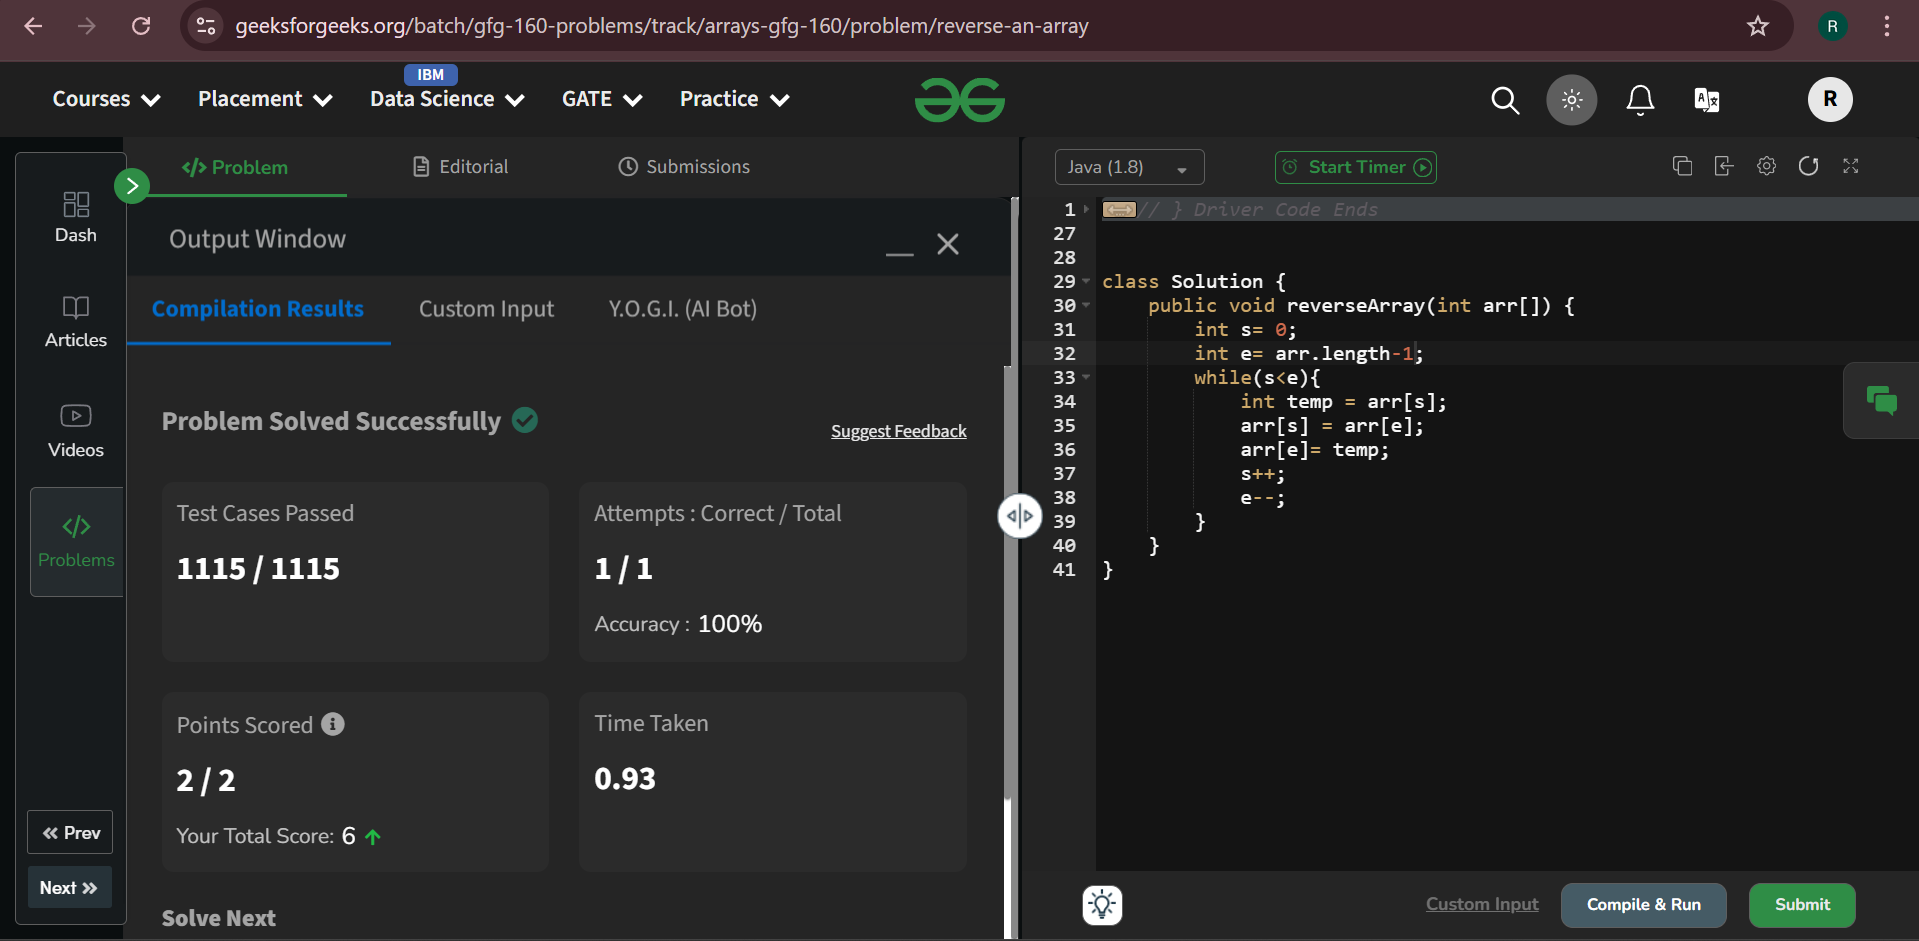 geeksforgeeks.org/batch/gfg-160-problems/track/arrays-gfg-160/problem/reverse-an-array
R
IBM
Courses
Placement
Data Science
GATE
Practice
R
Dash
Articles
Videos
</>
Problems
« Prev
Next »
</> Problem
Editorial
Submissions
Output Window
Compilation Results
Custom Input
Y.O.G.I. (AI Bot)
Problem Solved Successfully
Suggest Feedback
Test Cases Passed
1115 / 1115
Attempts : Correct / Total
1 / 1
Accuracy : 100%
Points Scored
2 / 2
Your Total Score: 6
Time Taken
0.93
Solve Next
Java (1.8)
Start Timer
1 // } Driver Code Ends
27
28
29 class Solution {
30 public void reverseArray(int arr[]) {
31 int s= 0;
32 int e= arr.length-1;
33 while(s<e){
34 int temp = arr[s];
35 arr[s] = arr[e];
36 arr[e]= temp;
37 s++;
38 e--;
39 }
40 }
41 }
Custom Input
Compile & Run
Submit